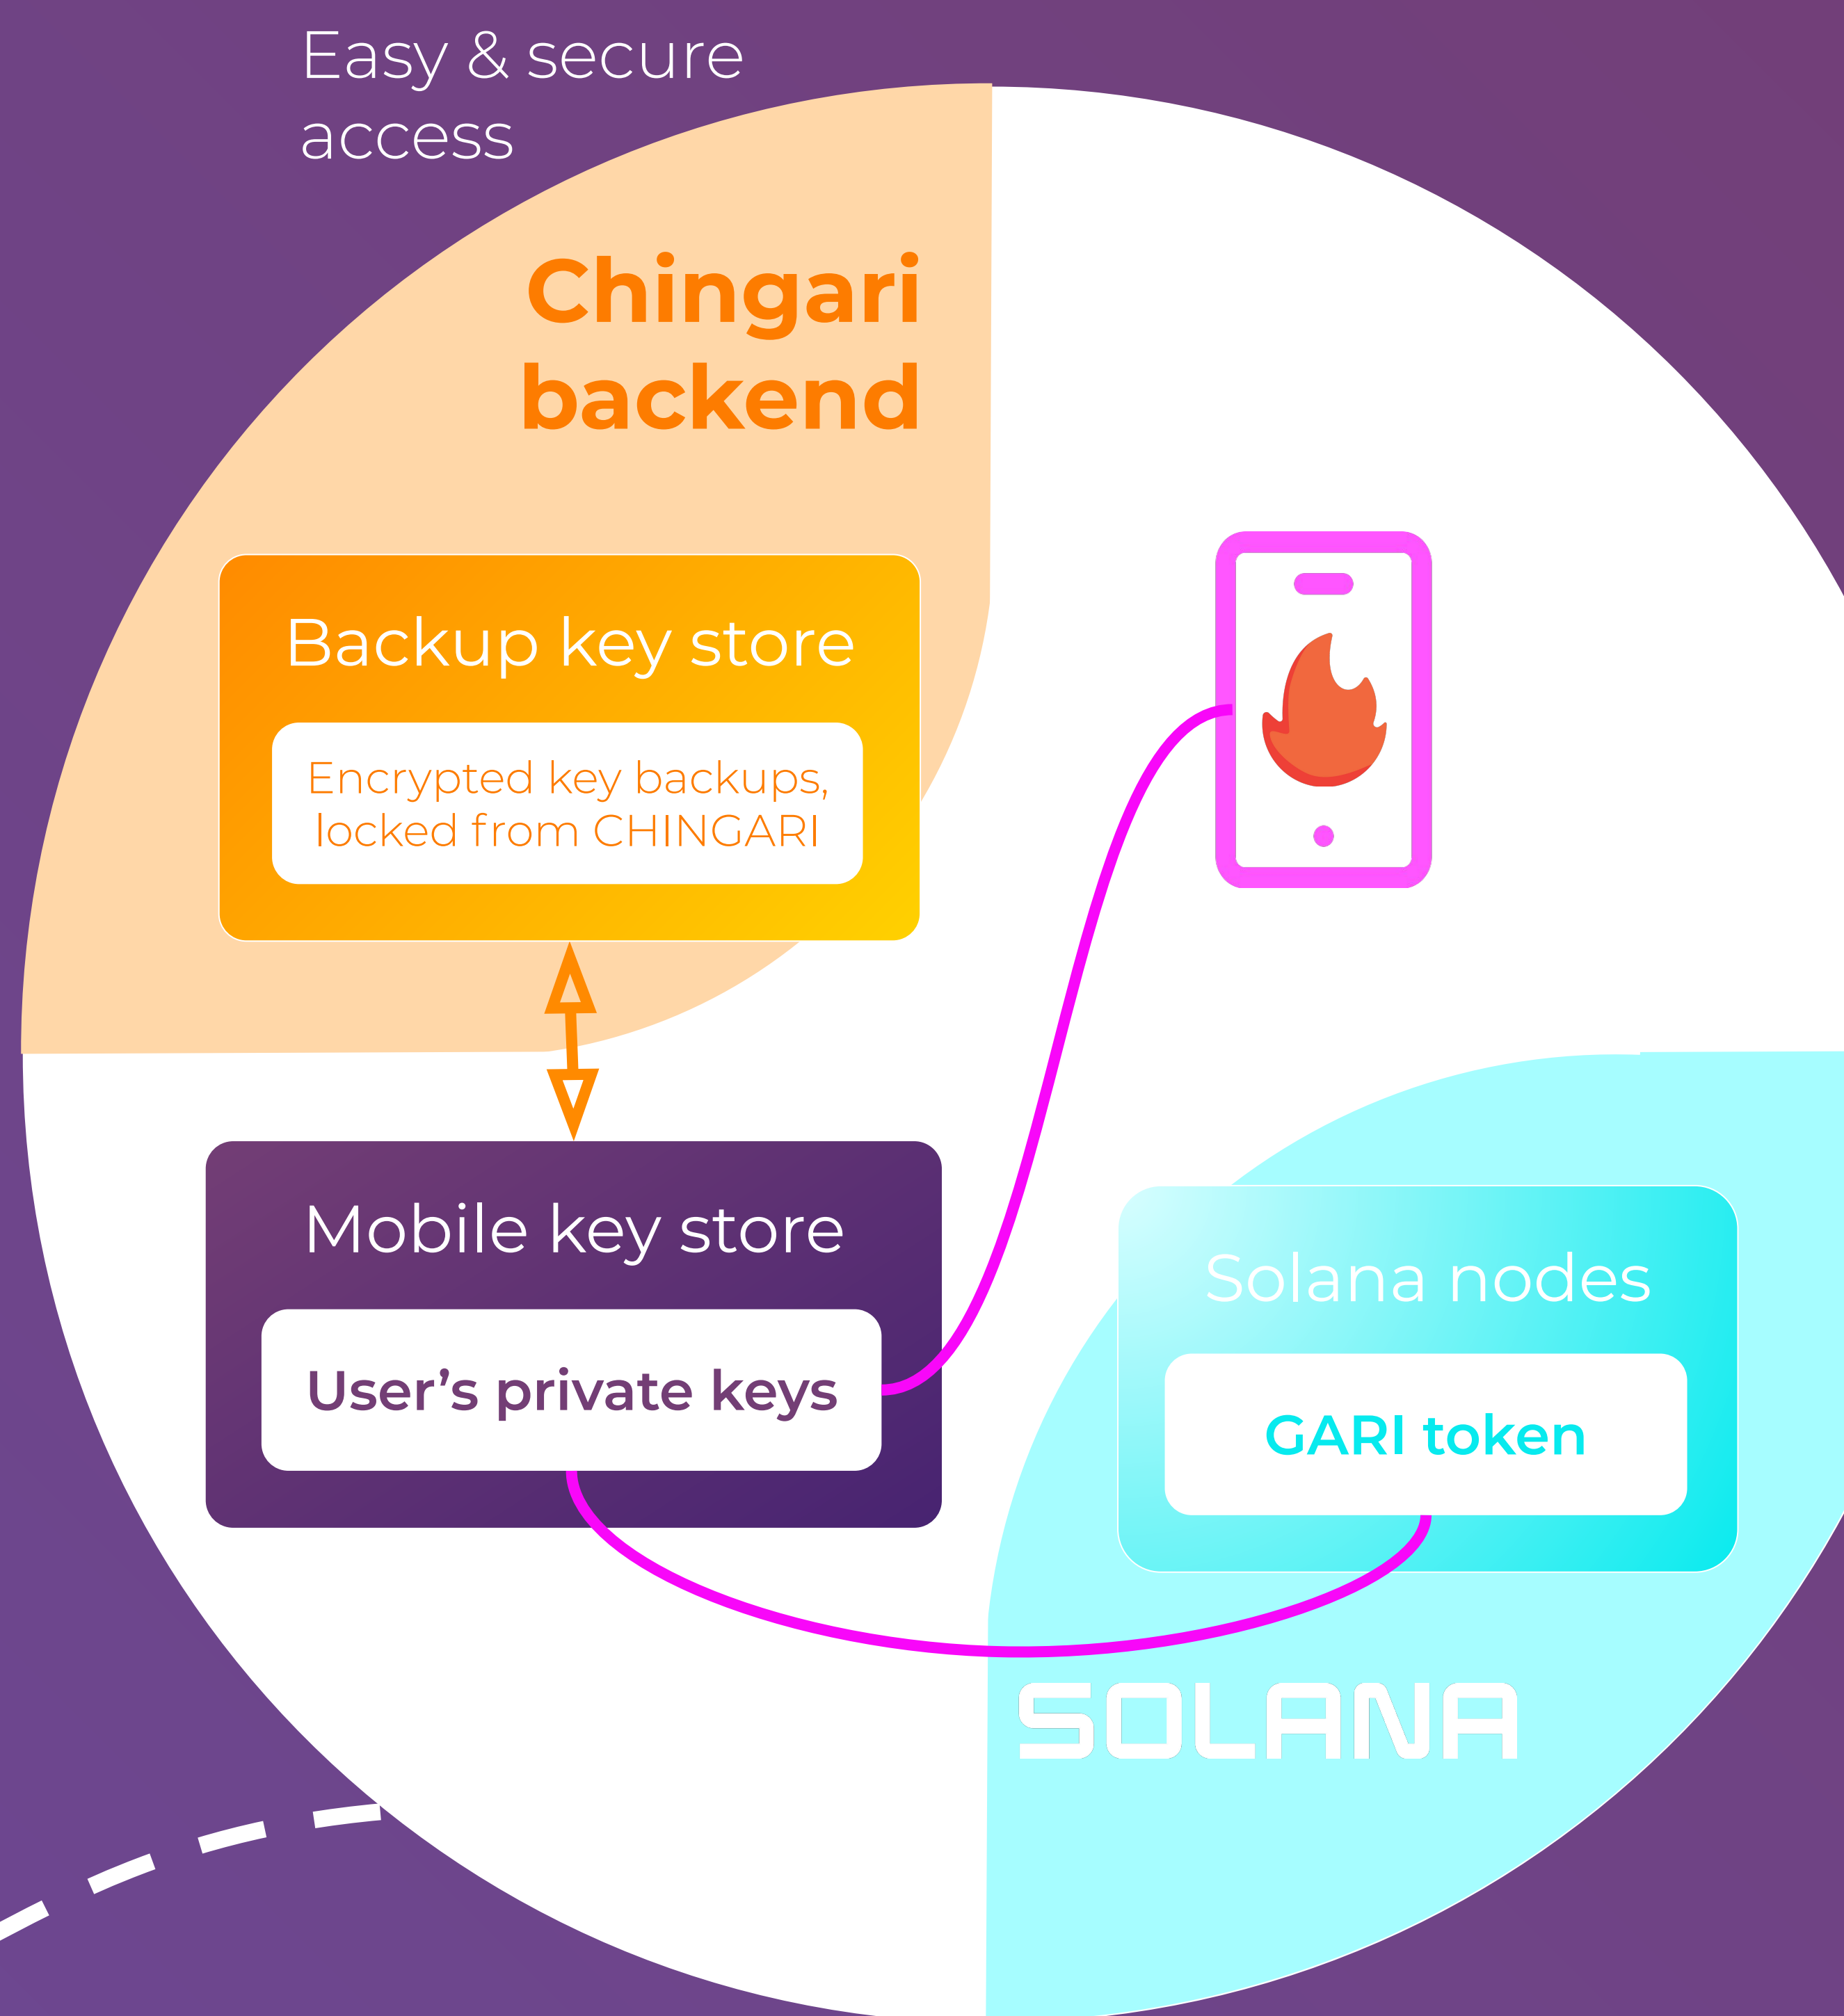 Easy & secure
access
Chingari
backend
Backup key store
Encrypted key backups,
locked from CHINGARI
Mobile key store
User's private keys
Solana nodes
GARI token
SOLANA